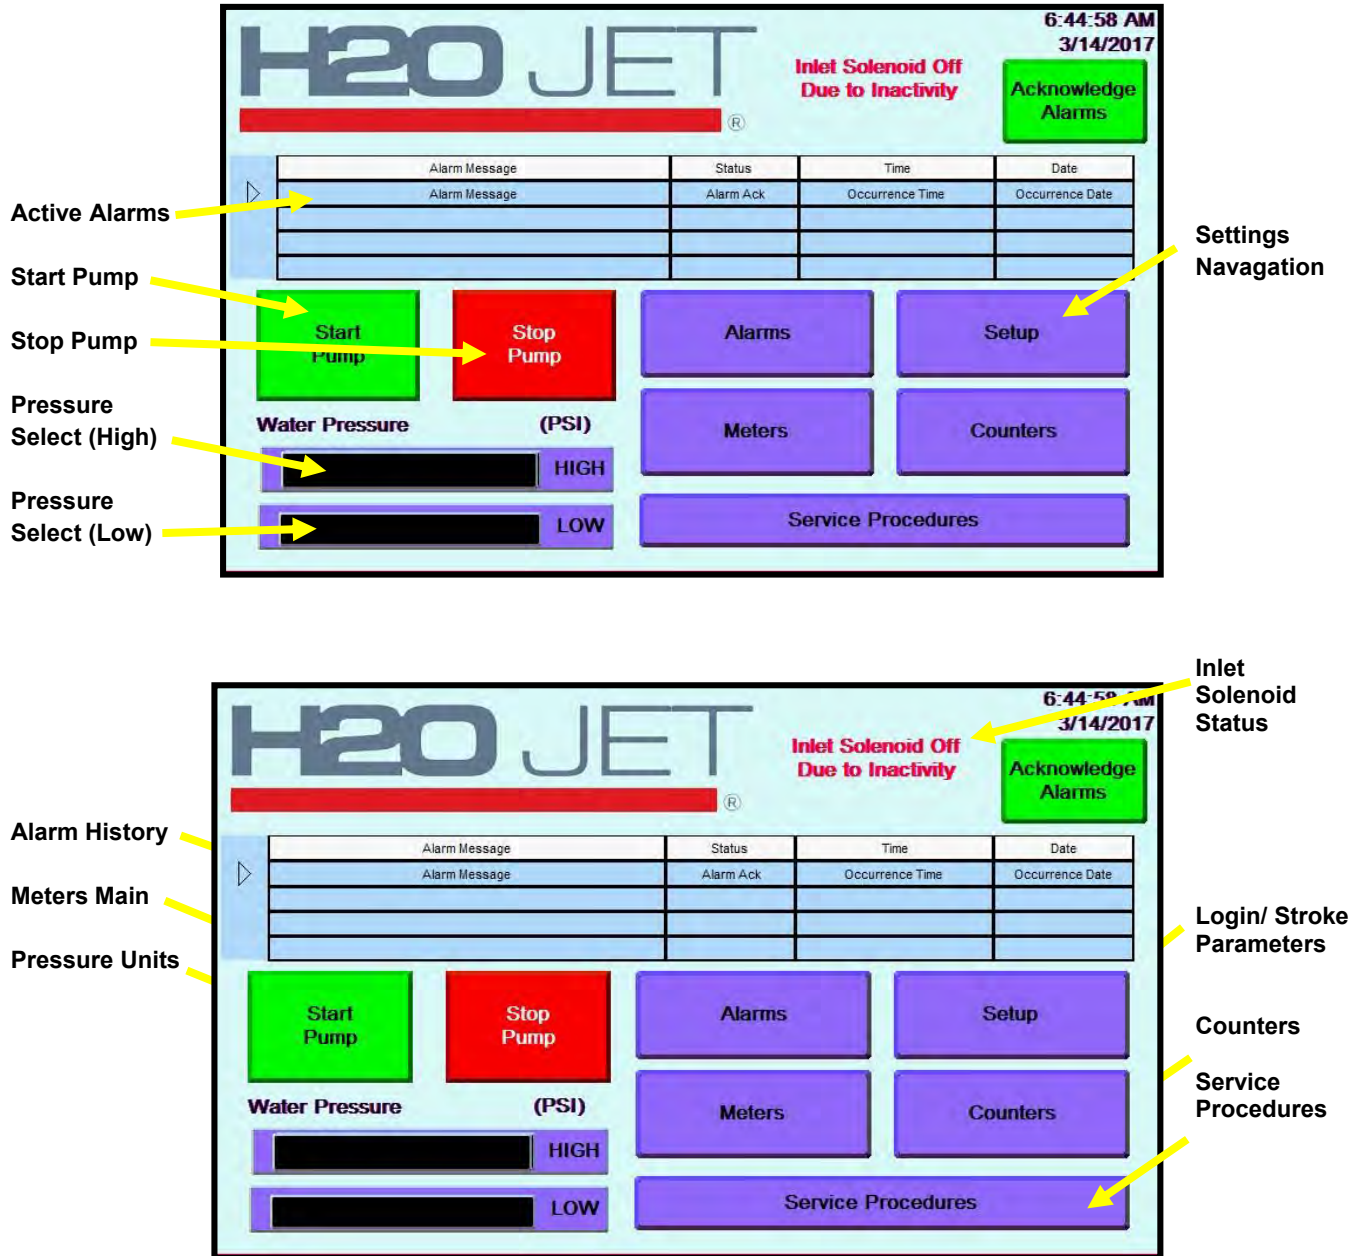 H2O JET
®
Inlet Solenoid Off
Due to Inactivity
6:44:58 AM
3/14/2017
Acknowledge
Alarms
Alarm Message Status Time Date
Alarm Message Alarm Ack Occurrence Time Occurrence Date
Active Alarms
Start Pump
Stop Pump
Pressure
Select (High)
Pressure
Select (Low)
Settings
Navagation
Start
Pump
Stop
Pump
Alarms
Setup
Water Pressure (PSI)
HIGH
LOW
Meters
Counters
Service Procedures
Inlet
Solenoid
Status
H2O JET
®
Inlet Solenoid Off
Due to Inactivity
6:44:58 AM
3/14/2017
Acknowledge
Alarms
Alarm Message Status Time Date
Alarm Message Alarm Ack Occurrence Time Occurrence Date
Alarm History
Meters Main
Pressure Units
Login/ Stroke
Parameters
Counters
Service
Procedures
Start
Pump
Stop
Pump
Alarms
Setup
Water Pressure (PSI)
HIGH
LOW
Meters
Counters
Service Procedures